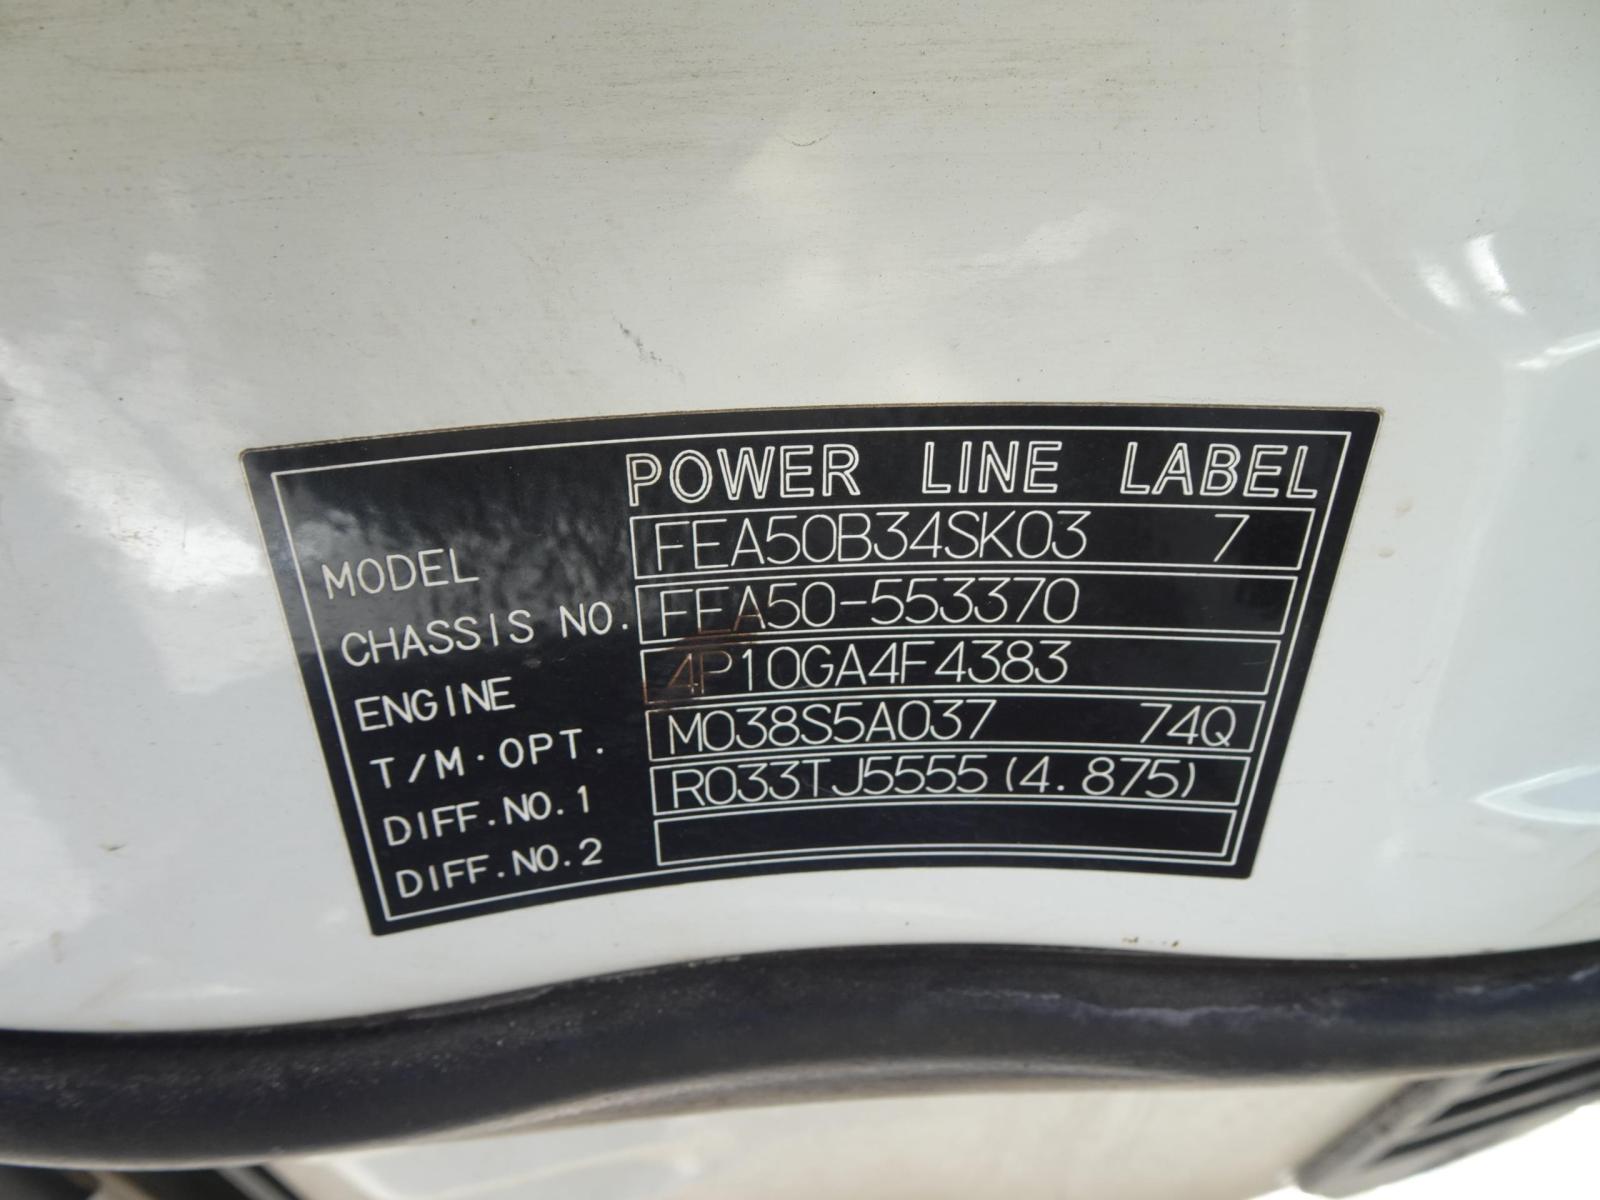 POWER LINE LABEL
MODEL FEA50B34SK03 7
CHASSIS NO. FEA50-553370
ENGINE 4P10GA4F4383
T/M·OPT. M038S5A037 74Q
DIFF.NO.1 R033TJ5555(4.875)
DIFF.NO.2